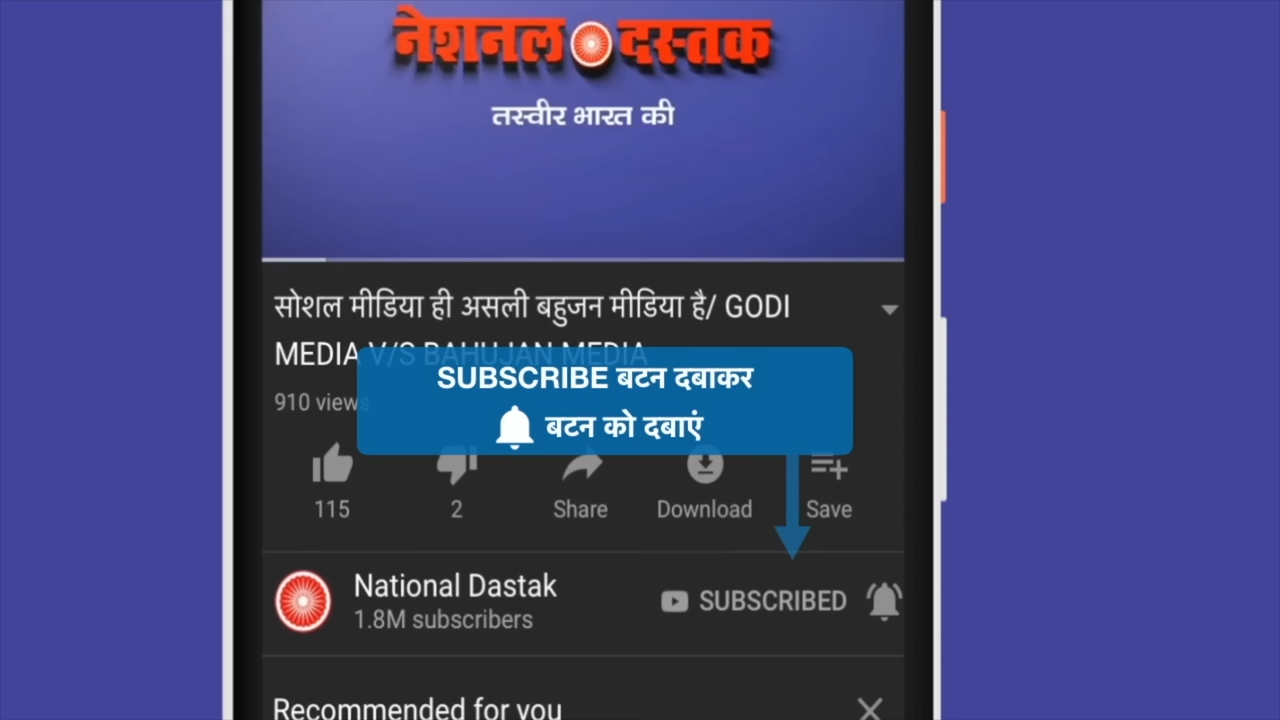 नेशनल दस्तक
तस्वीर भारत की
सोशल मीडिया ही असली बहुजन मीडिया है/ GODI
MEDIA V/S BAHUJAN MEDIA
SUBSCRIBE बटन दबाकर
910 views
बटन को दबाएं
115
2
Share
Download
Save
National Dastak
1.8M subscribers
SUBSCRIBED
Recommended for you